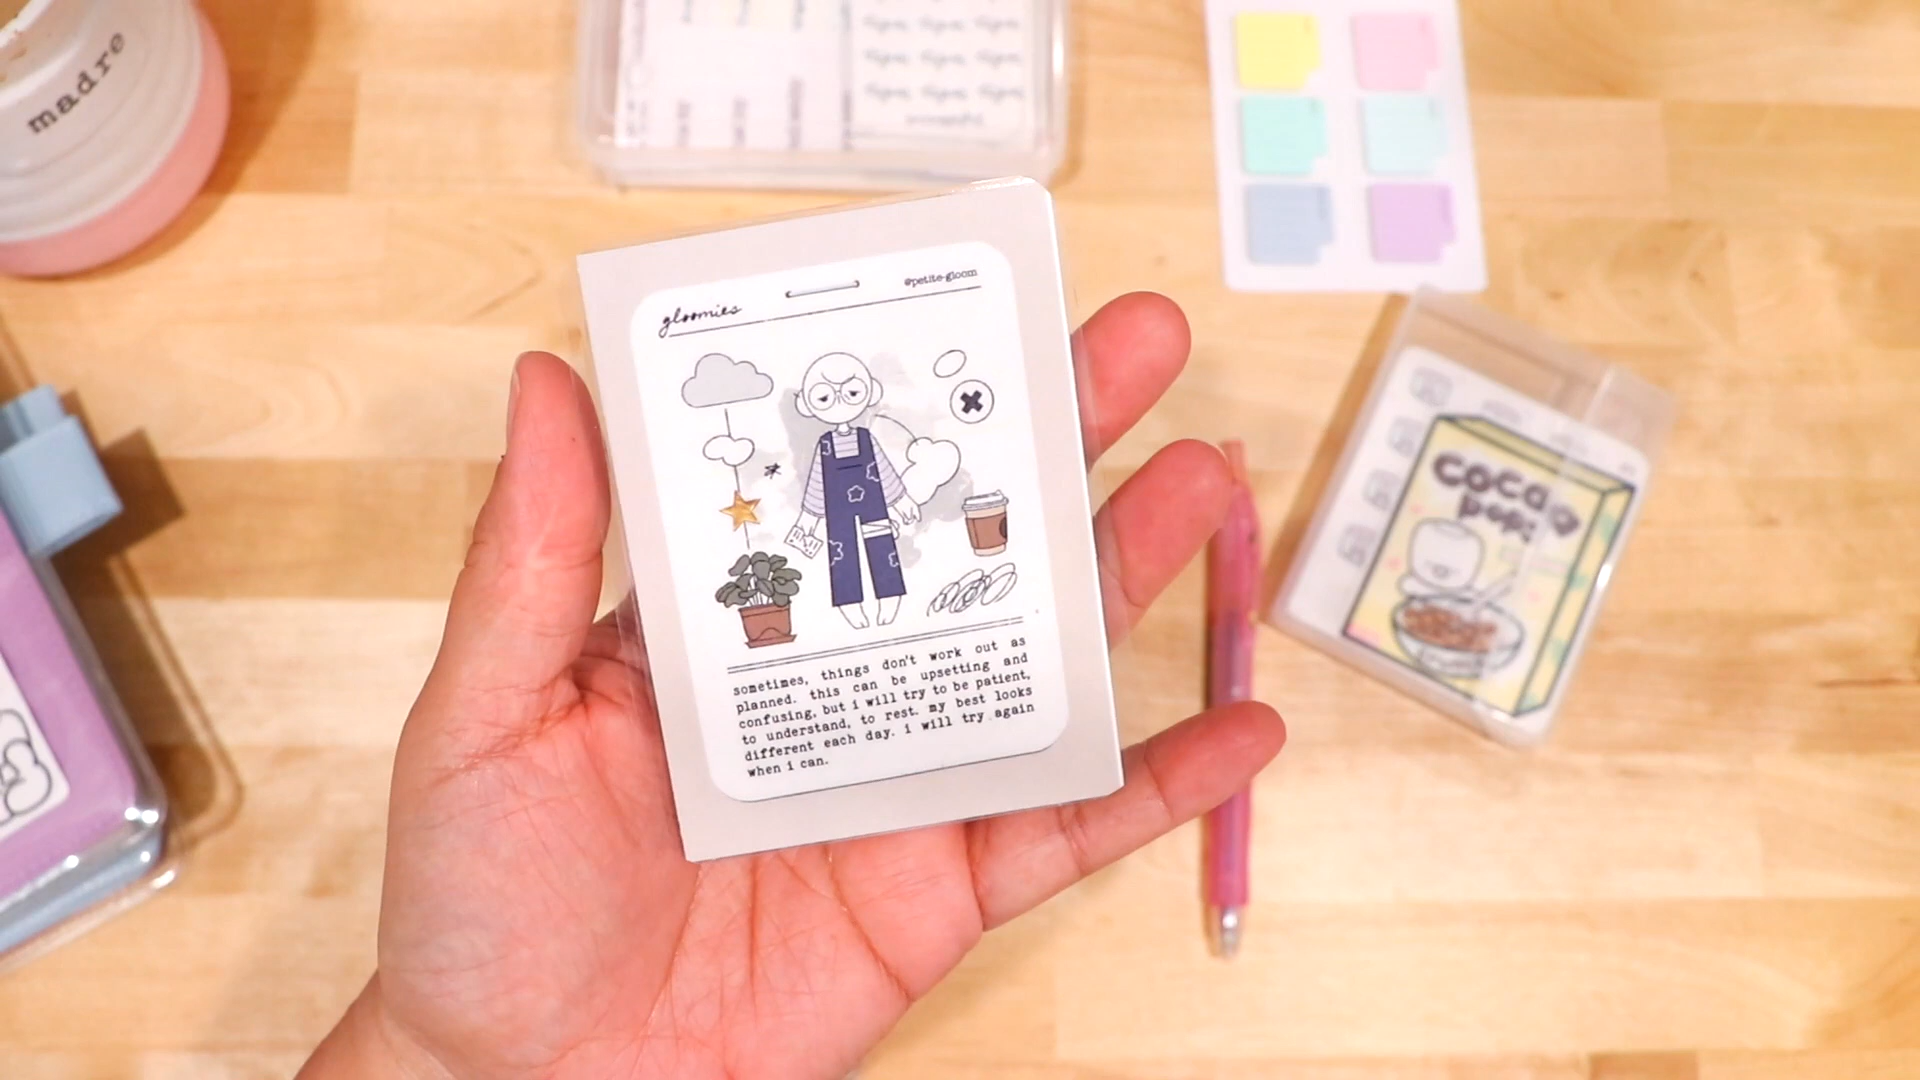 madre
gloomies
@petite-gloom
sometimes, things don't work out as
planned. this can be upsetting and
confusing, but i will try to be patient,
to understand, to rest. my best looks
different each day. i will try again
when i can.
coco
pops